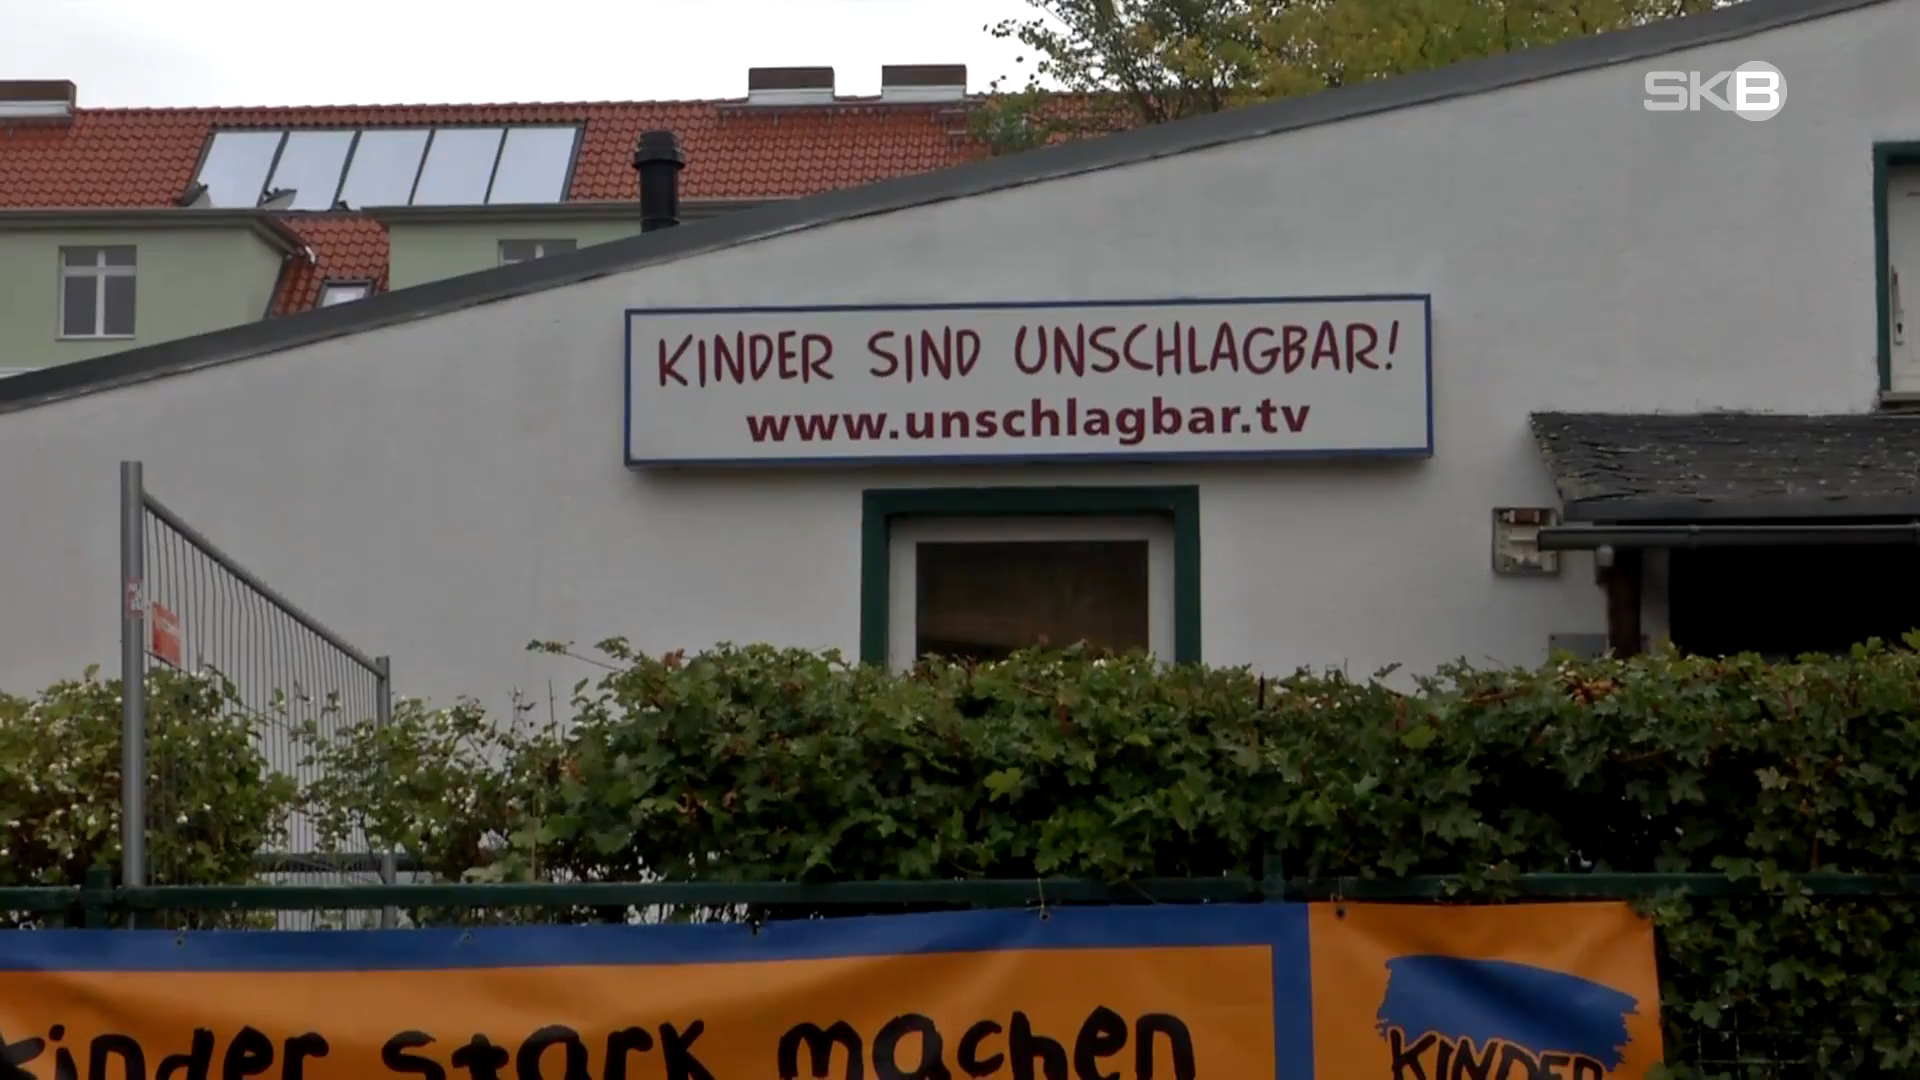 SKB
KINDER SIND UNSCHLAGBAR!
www.unschlagbar.tv
kinder stark machen
KINDER